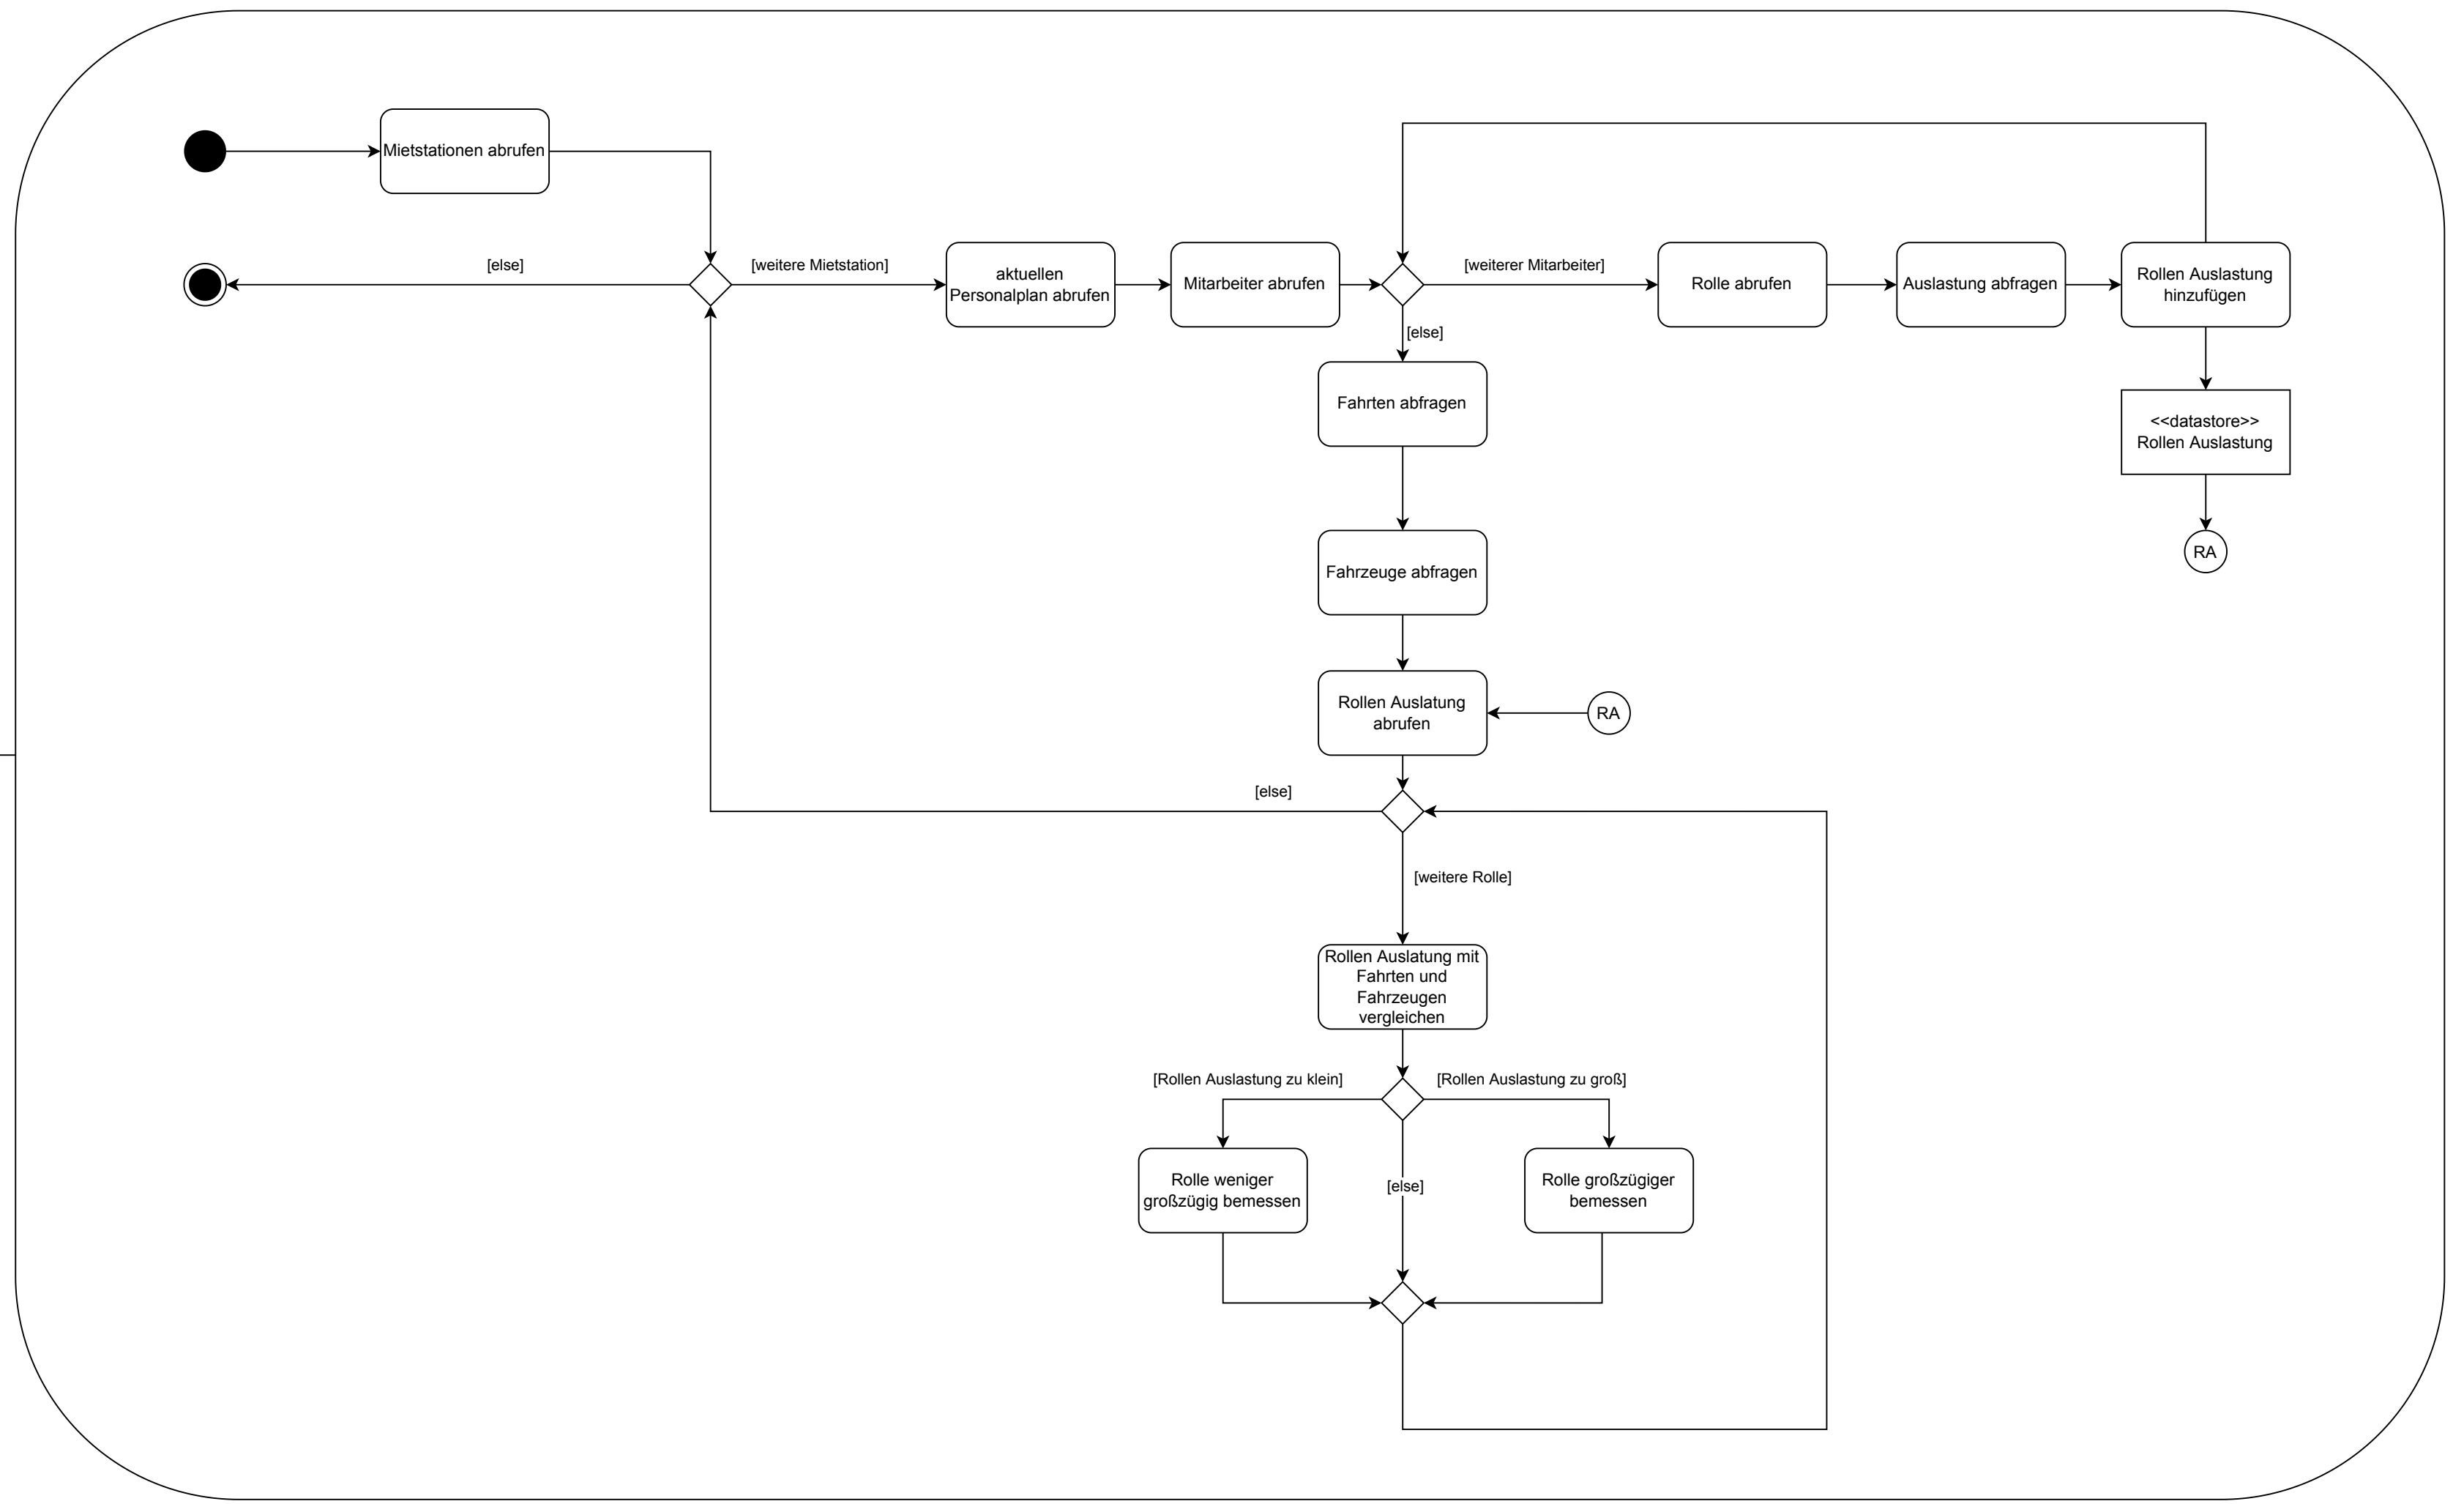 Mietstationen abrufen
[else]
[weitere Mietstation]
aktuellen
Personalplan abrufen
Mitarbeiter abrufen
[weiterer Mitarbeiter]
Rolle abrufen
Auslastung abfragen
Rollen Auslastung
hinzufügen
[else]
Fahrten abfragen
<<datastore>>
Rollen Auslastung
RA
Fahrzeuge abfragen
Rollen Auslatung
abrufen
RA
[else]
[weitere Rolle]
Rollen Auslatung mit
Fahrten und
Fahrzeugen
vergleichen
[Rollen Auslastung zu klein]
[Rollen Auslastung zu groß]
Rolle weniger
großzügig bemessen
[else]
Rolle großzügiger
bemessen